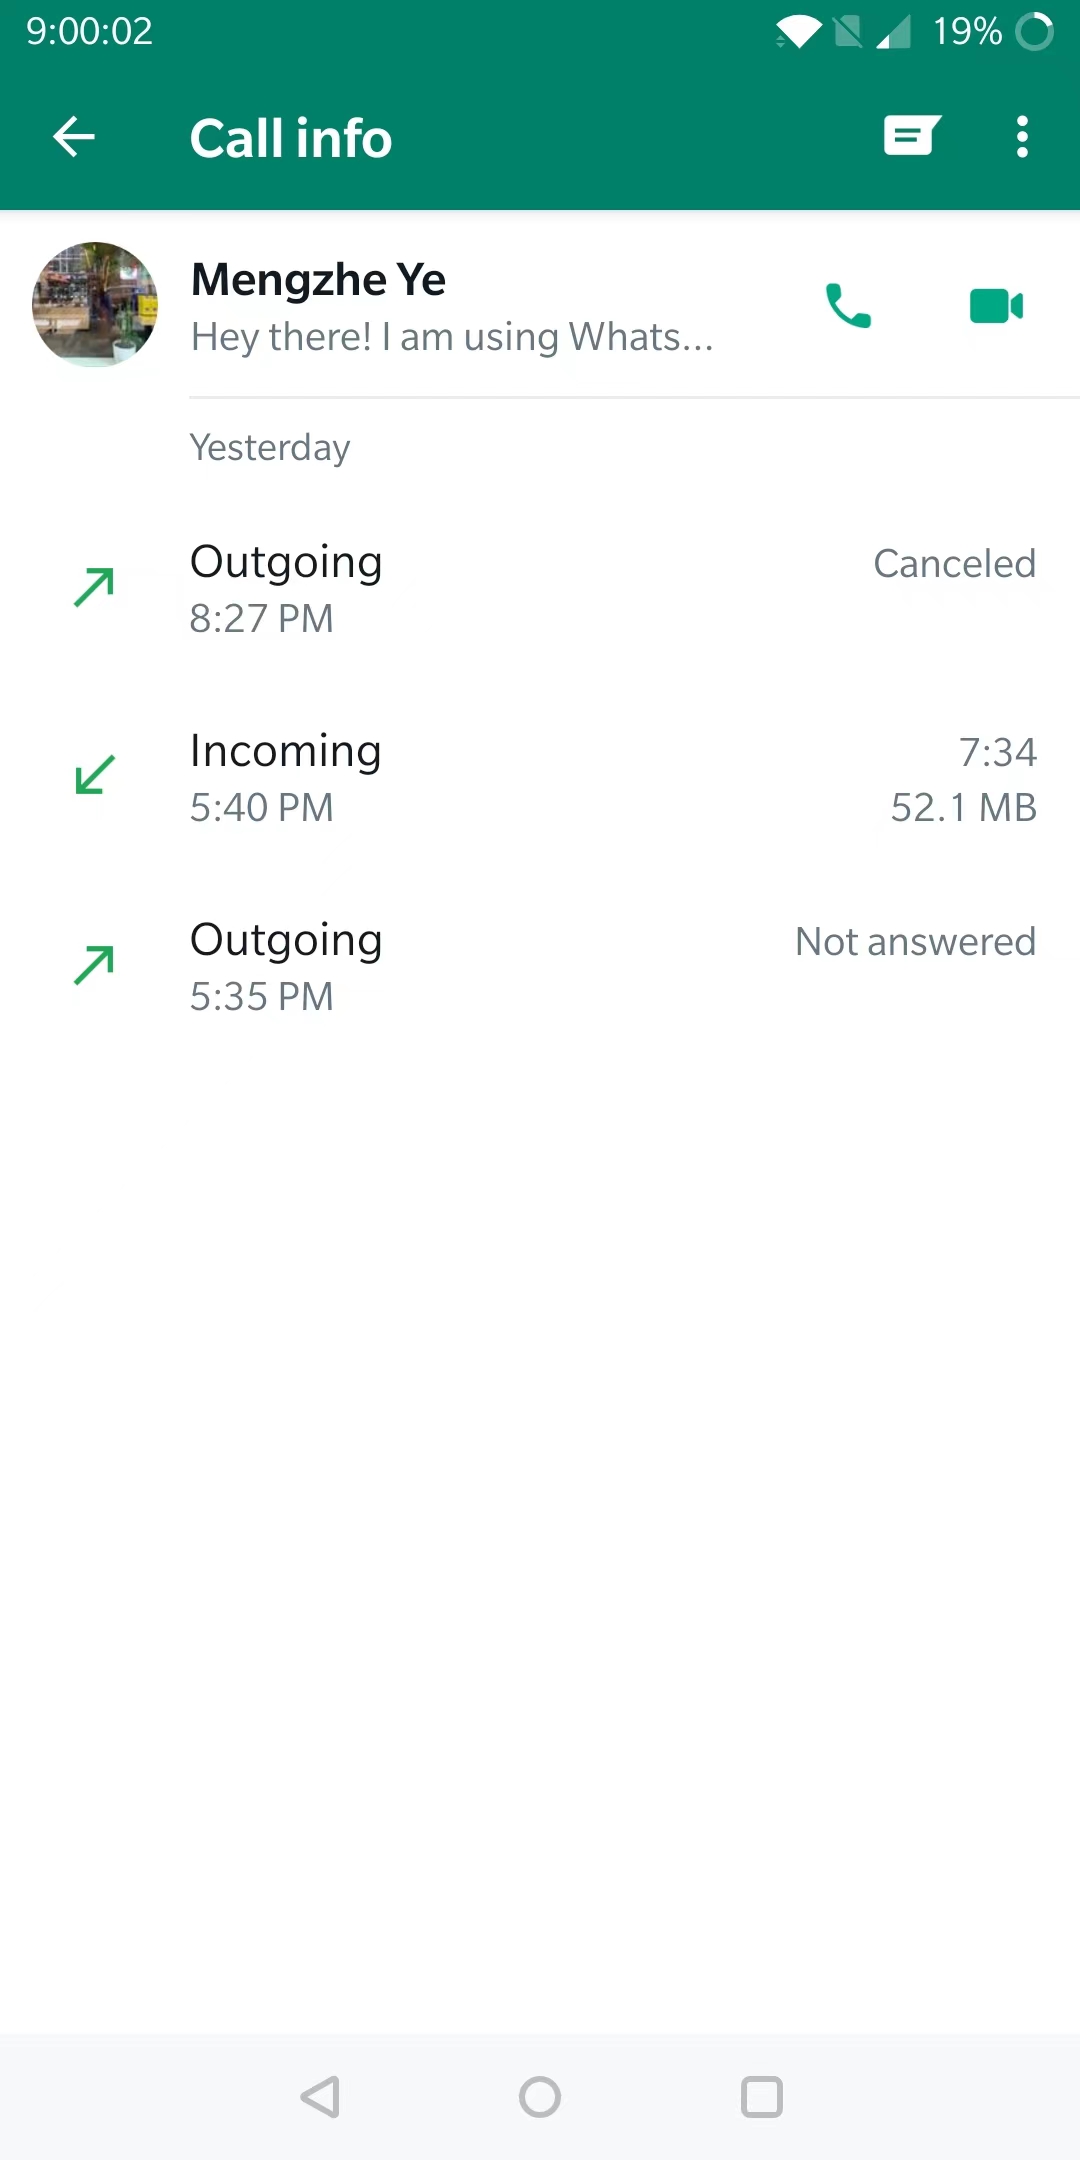 9:00:02 19%
Call info
Mengzhe Ye
Hey there! I am using Whats...
Yesterday
Outgoing Canceled
8:27 PM
Incoming 7:34
5:40 PM 52.1 MB
Outgoing Not answered
5:35 PM